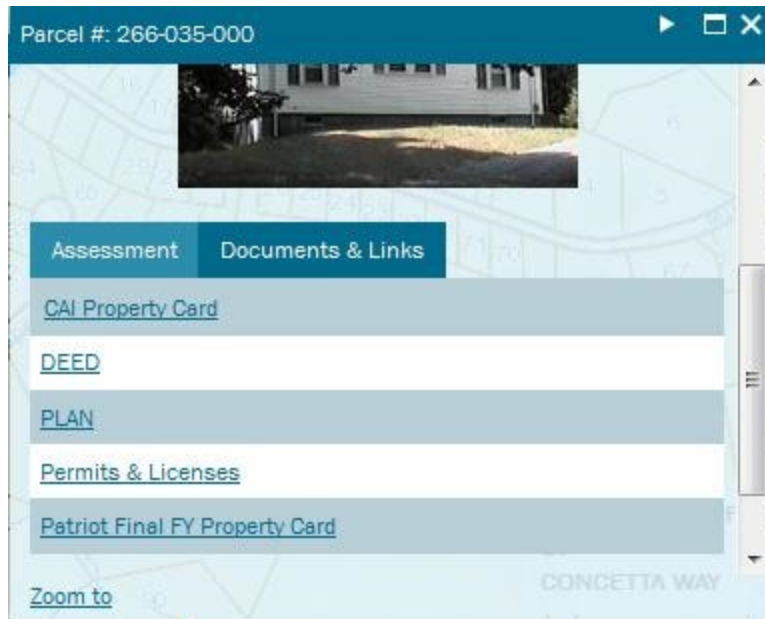 Parcel #: 266-035-000
Assessment Documents & Links
CAI Property Card
DEED
PLAN
Permits & Licenses
Patriot Final FY Property Card
CONCETTA WAY
Zoom to